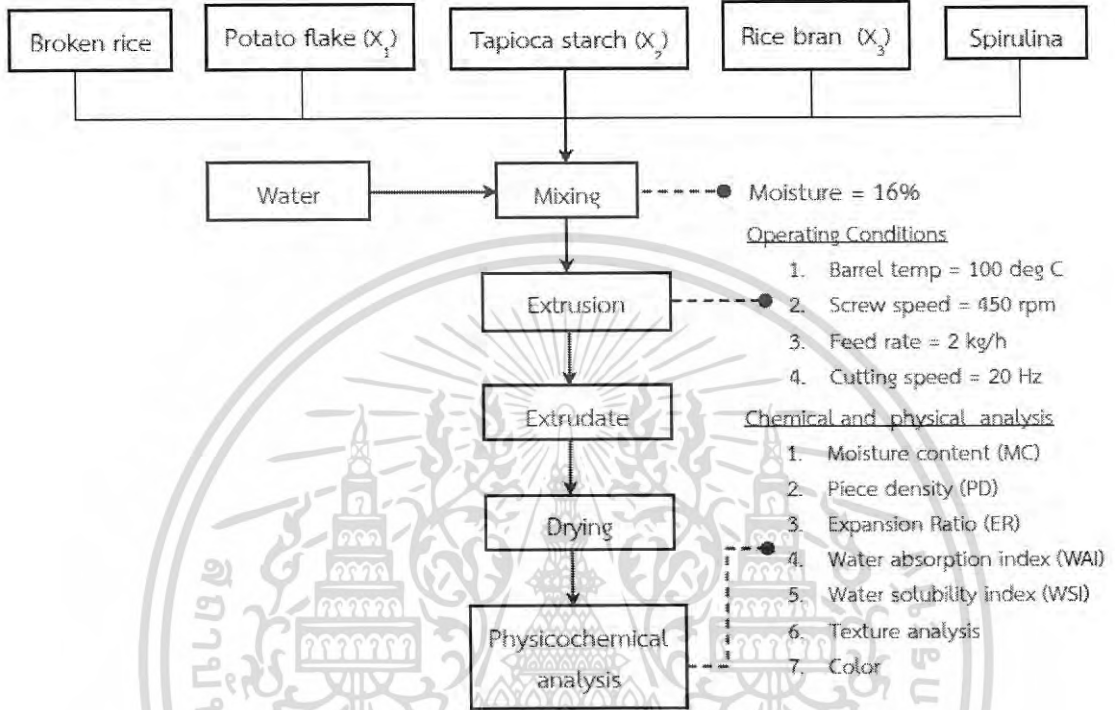 Broken rice
Potato flake (X₁)
Tapioca starch (X₂)
Rice bran (X₃)
Spirulina
Water
Mixing
Moisture = 16%
Operating Conditions
1. Barrel temp = 100 deg C
Extrusion
2. Screw speed = 450 rpm
3. Feed rate = 2 kg/h
4. Cutting speed = 20 Hz
Extrudate
Chemical and physical analysis
1. Moisture content (MC)
2. Piece density (PD)
3. Expansion Ratio (ER)
Drying
4. Water absorption index (WAI)
5. Water solubility index (WSI)
6. Texture analysis
7. Color
Physicochemical
analysis